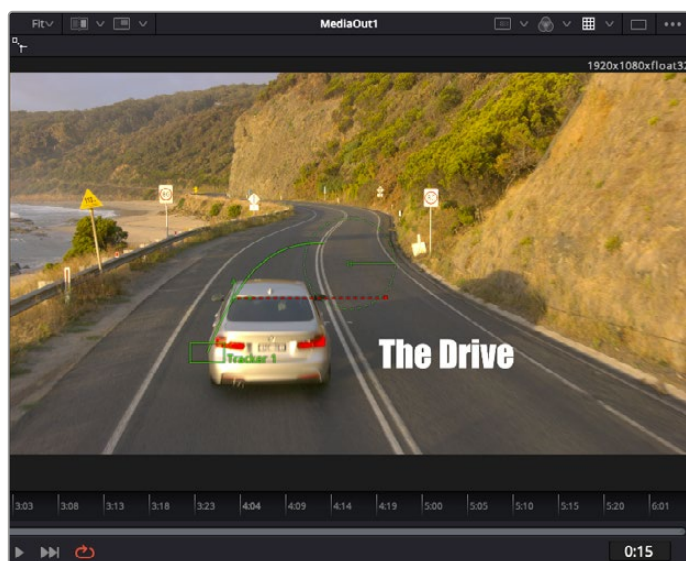 Fit MediaOut1
1920x1080xfloat32
Tracker 1
The Drive
3:03 3:08 3:13 3:18 3:23 4:04 4:09 4:14 4:19 5:00 5:05 5:10 5:15 5:20 6:01
0:15